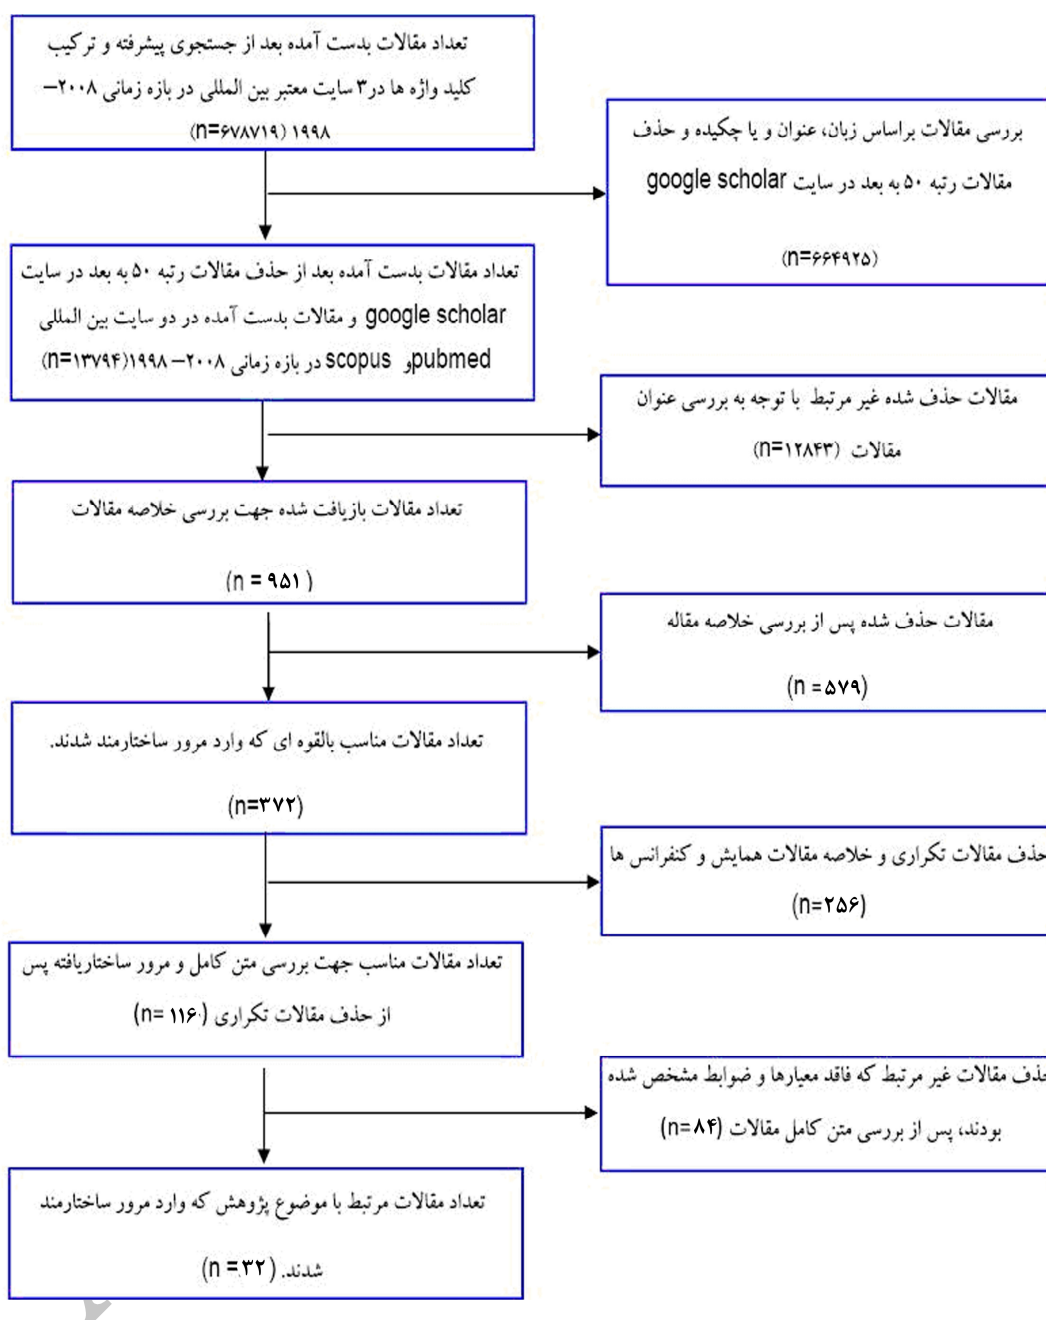 تعداد مقالات بدست آمده بعد از جستجوی پیشرفته و ترکیب
کلید واژه ها در۳ سایت معتبر بین المللی در بازه زمانی ۲۰۰۸–
۱۹۹۸ (n=۶۷۸۷۱۹)
بررسی مقالات براساس زبان، عنوان و یا چکیده و حذف
مقالات رتبه ۵۰ به بعد در سایت google scholar
(n=۶۶۴۹۲۵)
تعداد مقالات بدست آمده بعد از حذف مقالات رتبه ۵۰ به بعد در سایت
google scholar و مقالات بدست آمده در دو سایت بین المللی
pubmedو scopus در بازه زمانی ۲۰۰۸–۱۹۹۸(n=۱۳۷۹۴)
مقالات حذف شده غیر مرتبط با توجه به بررسی عنوان
مقالات (n=۱۲۸۴۳)
تعداد مقالات بازیافت شده جهت بررسی خلاصه مقالات
(n = ۹۵۱)
مقالات حذف شده پس از بررسی خلاصه مقاله
(n =۵۷۹)
تعداد مقالات مناسب بالقوه ای که وارد مرور ساختارمند شدند.
(n=۳۷۲)
حذف مقالات تکراری و خلاصه مقالات همایش و کنفرانس ها
(n=۲۵۶)
تعداد مقالات مناسب جهت بررسی متن کامل و مرور ساختاریافته پس
از حذف مقالات تکراری (n= ۱۱۶)
حذف مقالات غیر مرتبط که فاقد معیارها و ضوابط مشخص شده
بودند، پس از بررسی متن کامل مقالات (n=۸۴)
تعداد مقالات مرتبط با موضوع پژوهش که وارد مرور ساختارمند
شدند. (n =۳۲)